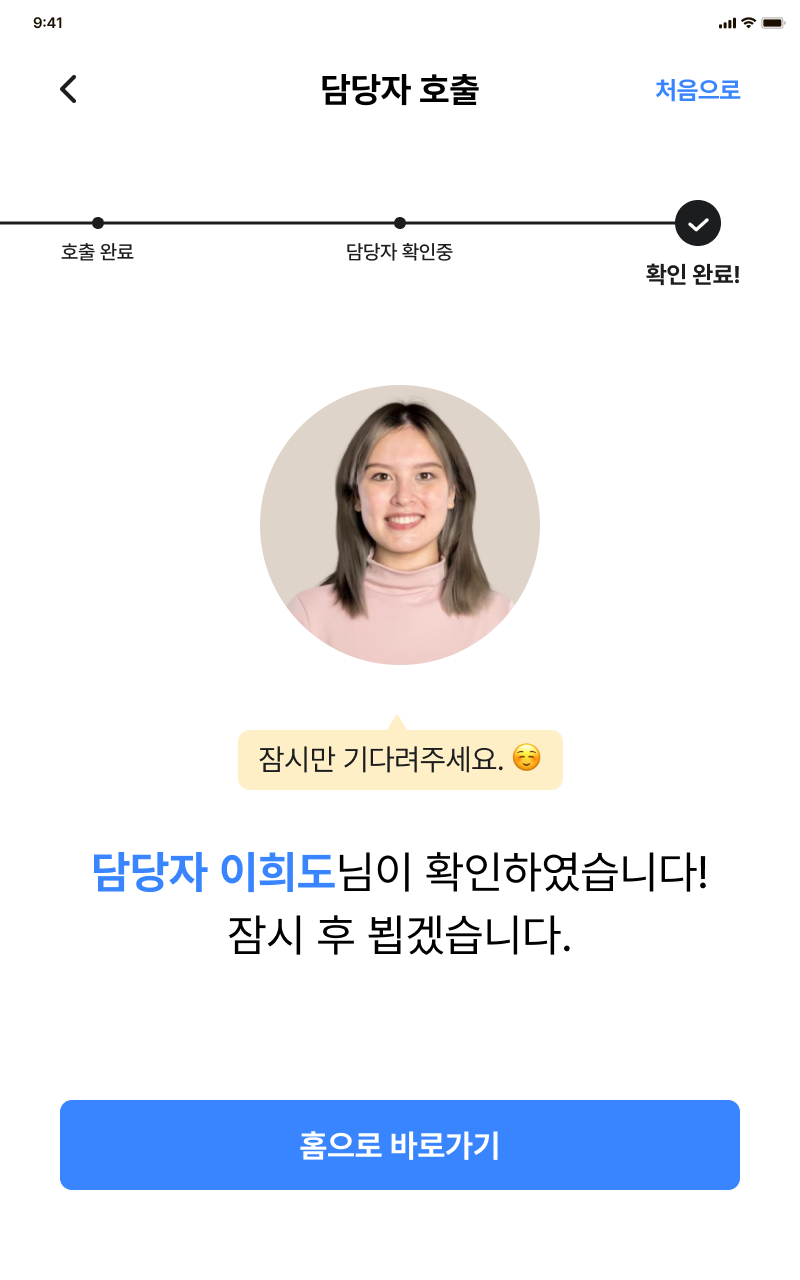 9:41
담당자 호출
처음으로
호출 완료
담당자 확인중
확인 완료!
잠시만 기다려주세요. ☺️
담당자 이희도님이 확인하였습니다!
잠시 후 뵙겠습니다.
홈으로 바로가기